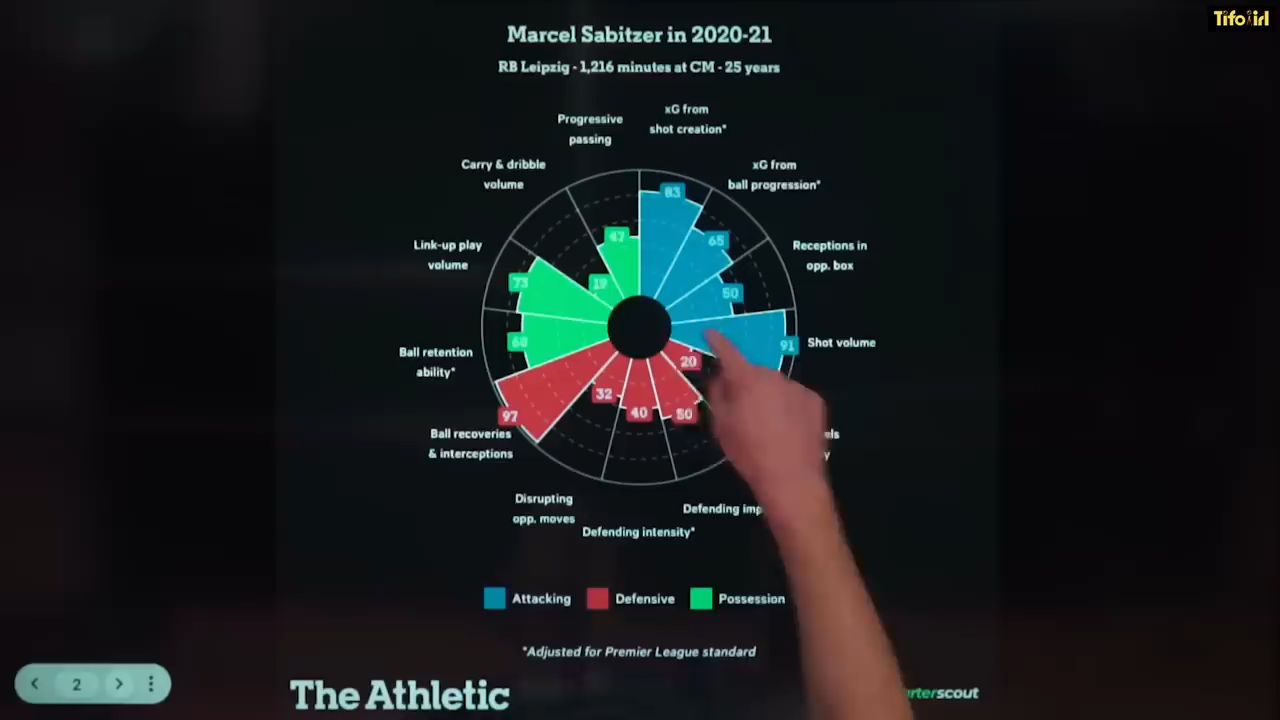 Tifo irl
Marcel Sabitzer in 2020-21
RB Leipzig - 1,216 minutes at CM - 25 years
xG from
shot creation*
Progressive
passing
xG from
ball progression*
Carry & dribble
volume
Receptions in
opp. box
Link-up play
volume
Shot volume
Ball retention
ability*
Ball recoveries
& interceptions
Disrupting
opp. moves
Defending intensity*
Defending
83
65
50
91
20
50
40
32
97
68
73
19
47
Attacking
Defensive
Possession
*Adjusted for Premier League standard
2
The Athletic